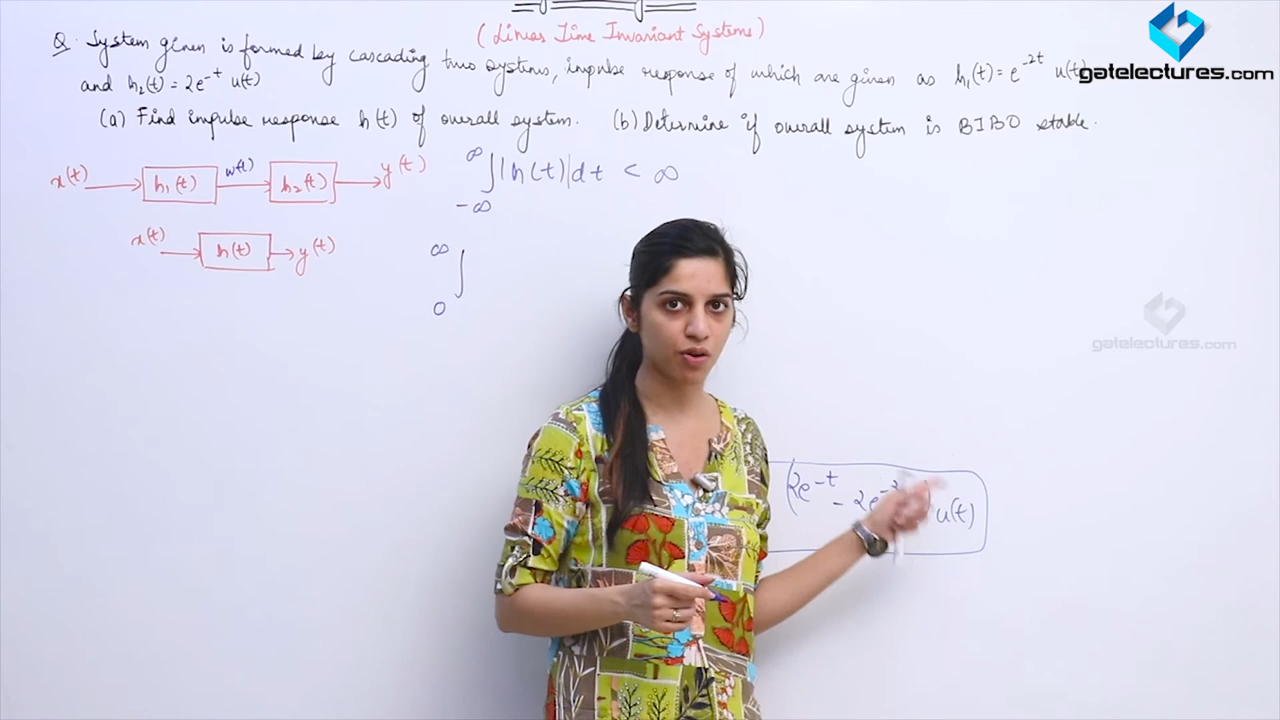 gatelectures.com
(Linear Time Invariant Systems)
Q. System given is formed by cascading two systems, impulse response of which are given as h₁(t) = e⁻²ᵗ u(t)
and h₂(t) = 2e⁻ᵗ u(t)
(a) Find impulse response h(t) of overall system. (b) Determine if overall system is BIBO stable.
x(t) h₁(t) w(t) h₂(t) y(t)
∞ ∫ -∞ |h(t)|dt < ∞
x(t) h(t) y(t)
∞ ∫ 0
gatelectures.com
(2e⁻ᵗ - 2e⁻² u(t)